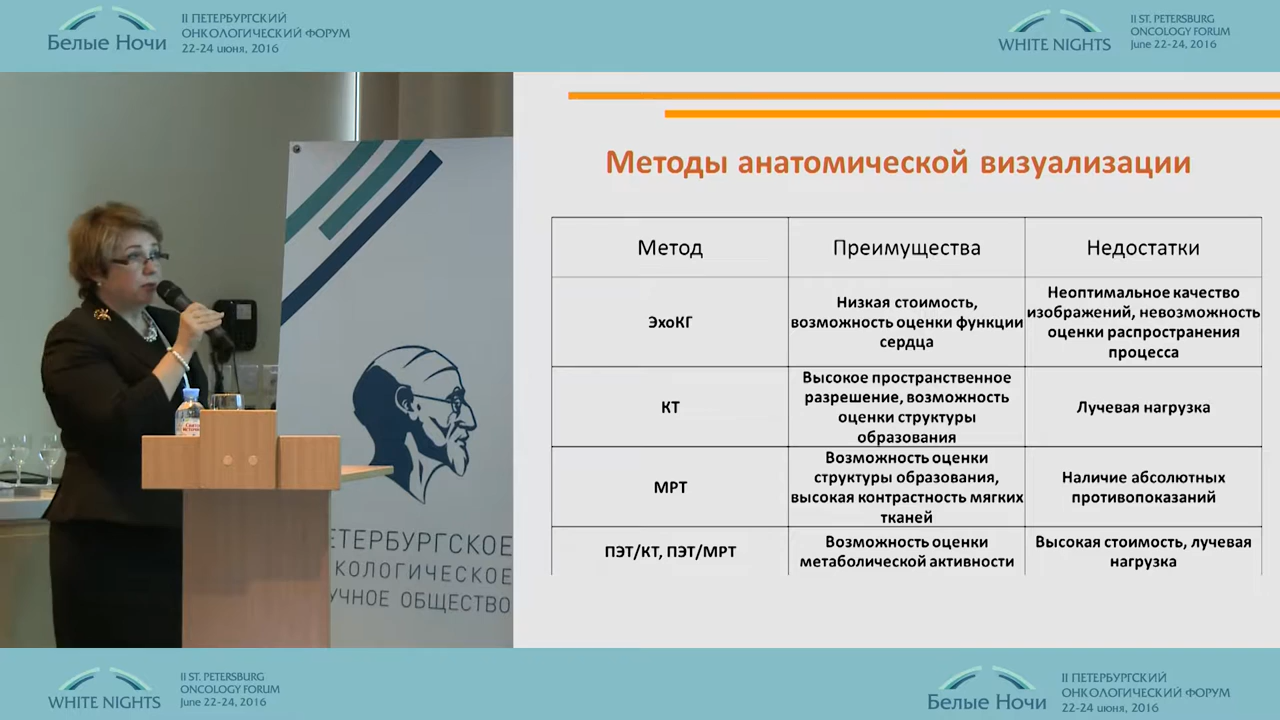 Белые Ночи
II ПЕТЕРБУРГСКИЙ
ОНКОЛОГИЧЕСКИЙ ФОРУМ
22-24 июня, 2016
WHITE NIGHTS
II ST. PETERSBURG
ONCOLOGY FORUM
June 22-24, 2016
ЕТЕРБУРГСКОЕ
КОЛОГИЧЕСКОЕ
УЧНОЕ ОБЩЕСТВО
Методы анатомической визуализации
Метод
Преимущества
Недостатки
ЭхоКГ
Низкая стоимость,
возможность оценки функции
сердца
Неоптимальное качество
изображений, невозможность
оценки распространения
процесса
КТ
Высокое пространственное
разрешение, возможность
оценки структуры
образования
Лучевая нагрузка
МРТ
Возможность оценки
структуры образования,
высокая контрастность мягких
тканей
Наличие абсолютных
противопоказаний
ПЭТ/КТ, ПЭТ/МРТ
Возможность оценки
метаболической активности
Высокая стоимость, лучевая
нагрузка
WHITE NIGHTS
II ST. PETERSBURG
ONCOLOGY FORUM
June 22-24, 2016
Белые Ночи
II ПЕТЕРБУРГСКИЙ
ОНКОЛОГИЧЕСКИЙ ФОРУМ
22-24 июня, 2016